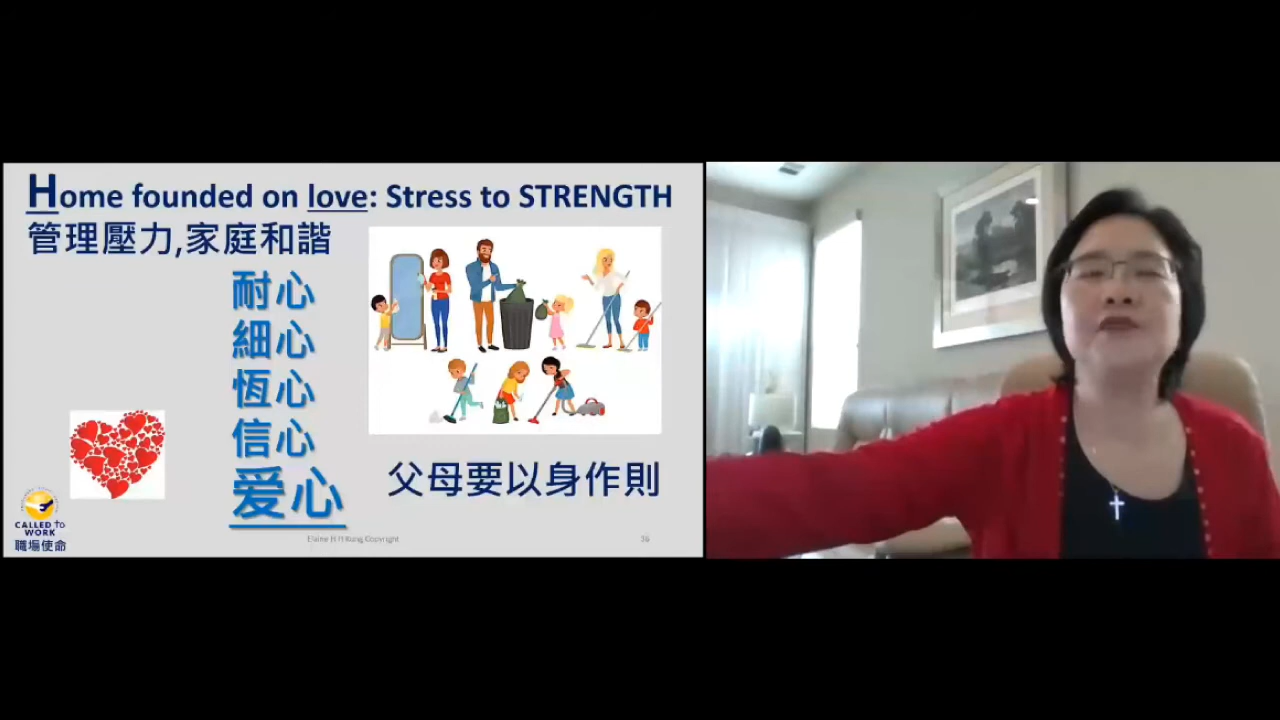 Home founded on love: Stress to STRENGTH
管理壓力,家庭和諧
耐心
細心
恆心
信心
爱心
父母要以身作則
CALLED to
WORK
職場使命
Copyright
36